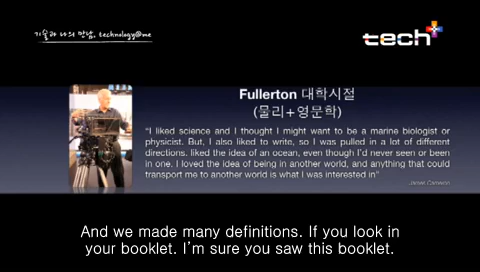 기술과 나의 만남, technology@me
tech+
Fullerton 대학시절
(물리+영문학)
“I liked science and I thought I might want to be a marine biologist or
physicist. But, I also liked to write, so I was pulled in a lot of different
directions. liked the idea of an ocean, even though I'd never seen or been
in one. I loved the idea of being in another world, and anything that could
transport me to another world is what I was interested in”
James Cameron
And we made many definitions. If you look in
your booklet. I'm sure you saw this booklet.